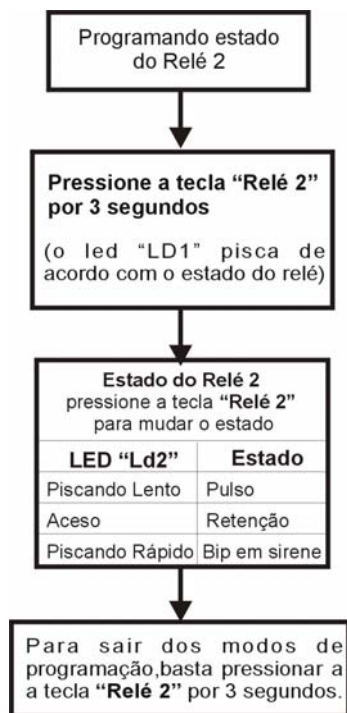 Programando estado
do Relé 2
Pressione a tecla “Relé 2”
por 3 segundos
(o led “LD1” pisca de
acordo com o estado do relé)
Estado do Relé 2
pressione a tecla “Relé 2”
para mudar o estado
LED “Ld2” Estado
Piscando Lento Pulso
Aceso Retenção
Piscando Rápido Bip em sirene
Para sair dos modos de
programação,basta pressionar a
a tecla “Relé 2” por 3 segundos.